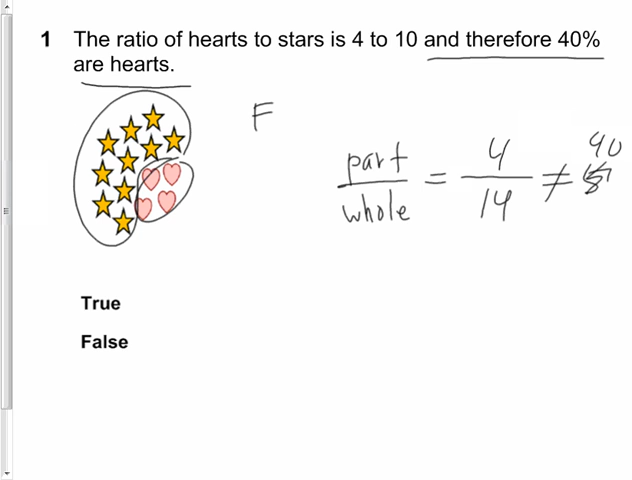 1 The ratio of hearts to stars is 4 to 10 and therefore 40%
are hearts.
F
part
whole
=
4
14
≠
40
True
False